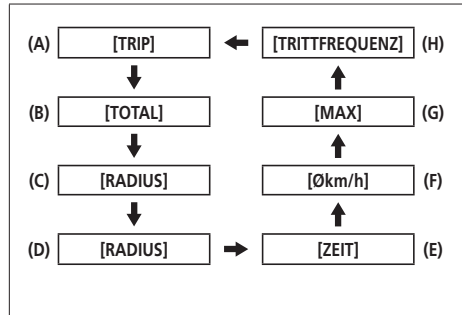 (A) [TRIP] [TRITTFREQUENZ] (H)
(B) [TOTAL] [MAX] (G)
(C) [RADIUS] [Økm/h] (F)
(D) [RADIUS] [ZEIT] (E)